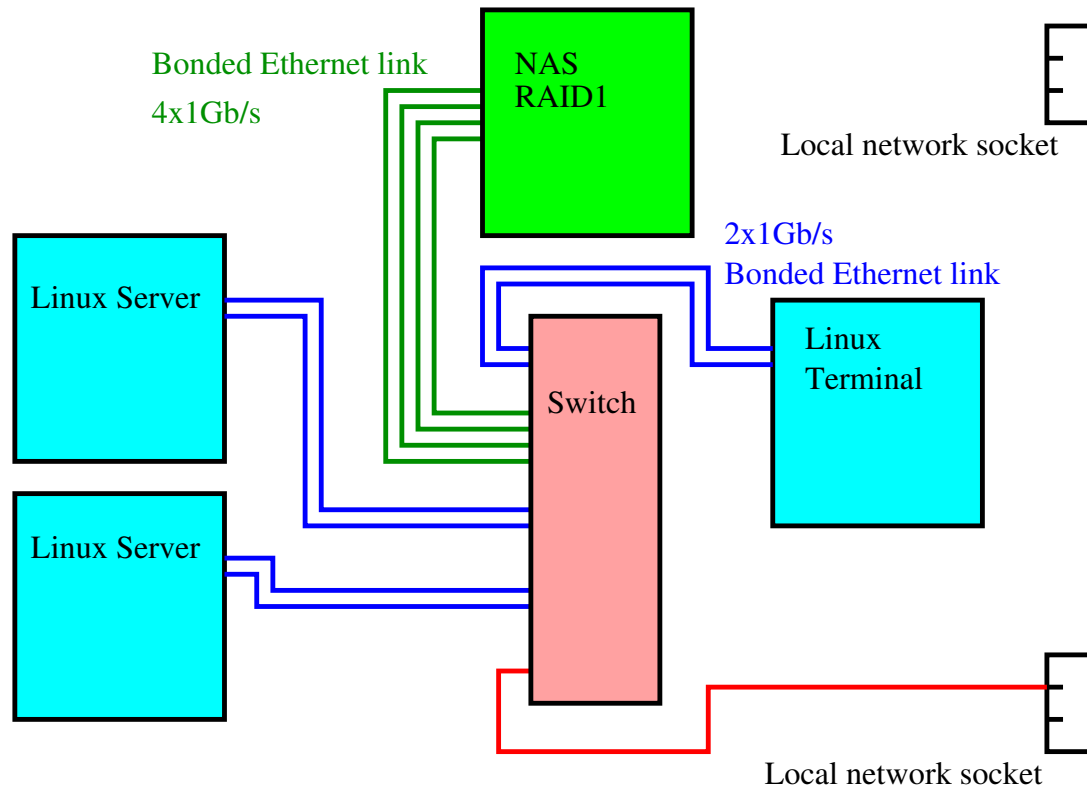 Bonded Ethernet link
4x1Gb/s
NAS
RAID1
Local network socket
2x1Gb/s
Bonded Ethernet link
Linux Server
Linux
Terminal
Switch
Linux Server
Local network socket